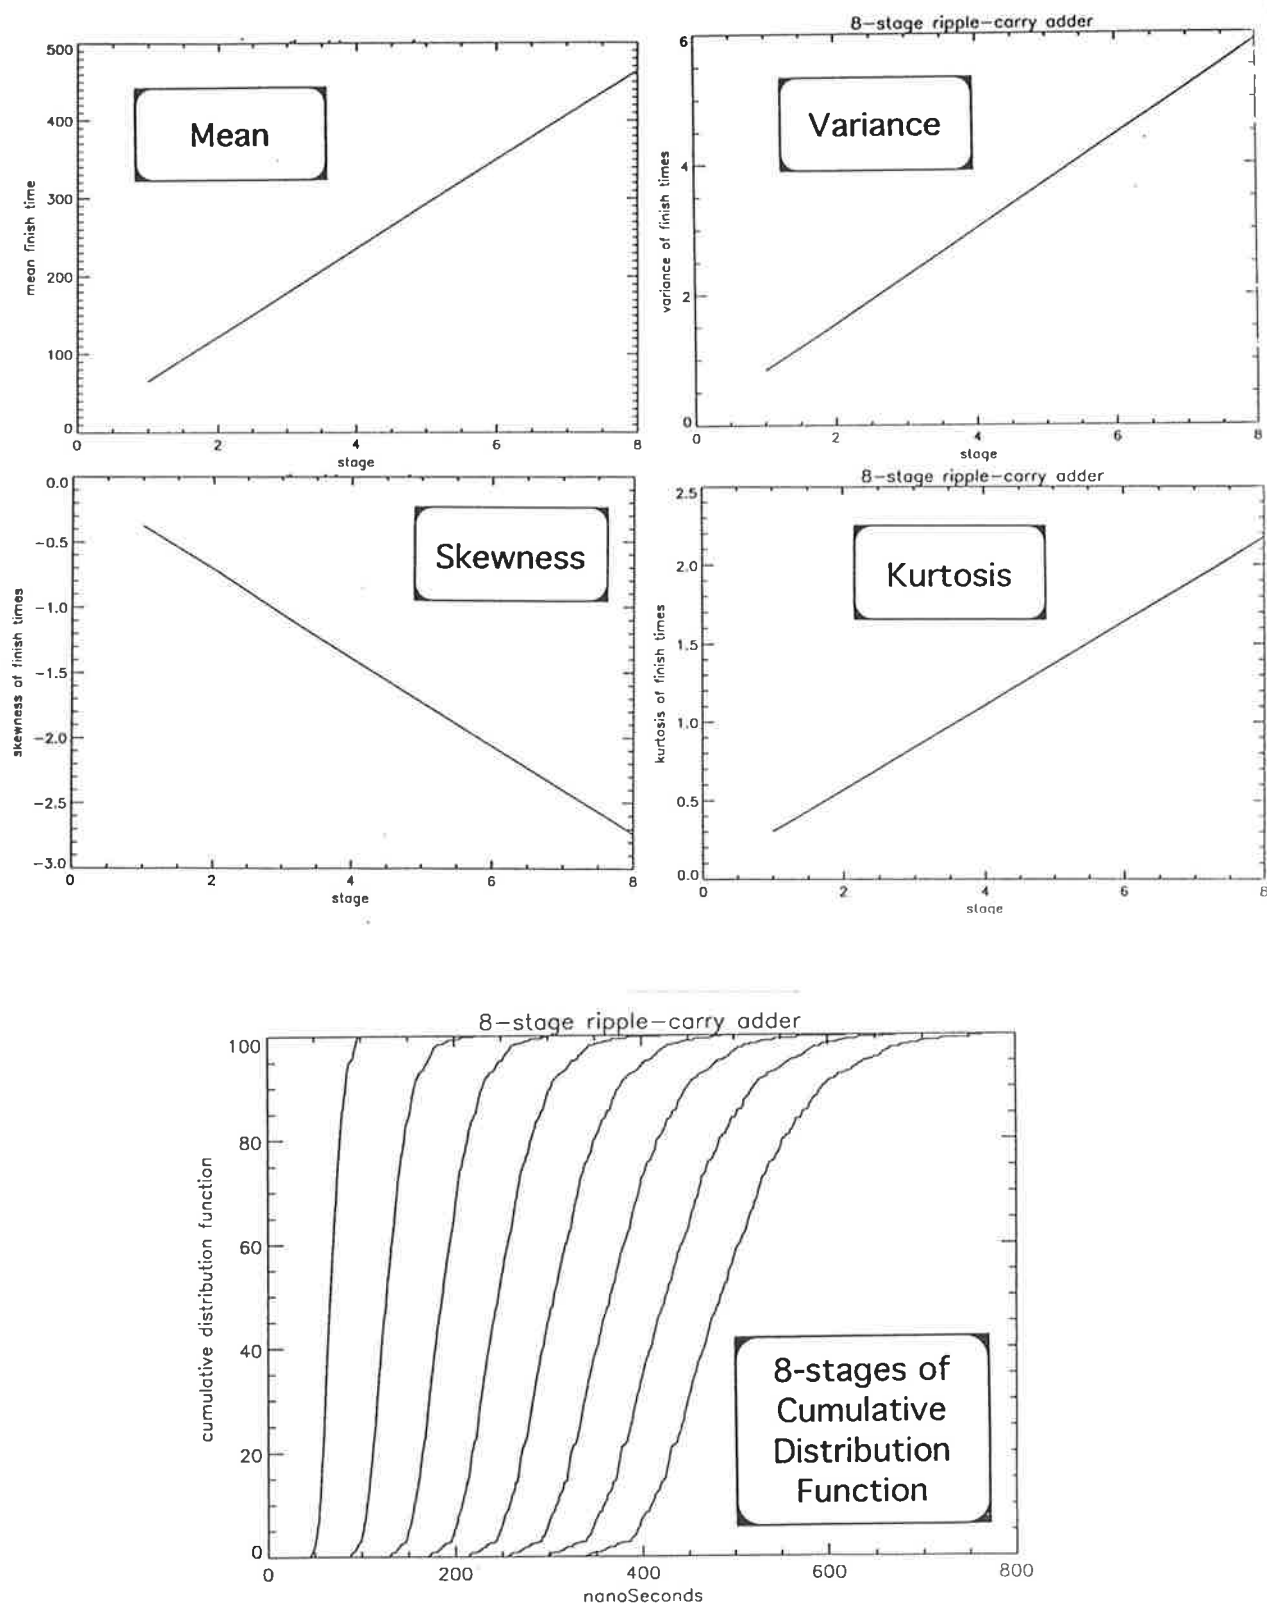 8-stage ripple-carry adder
500
400
300
200
100
0
mean finish time
Mean
0 2 4 6 8
stage
6
4
2
0
variance of finish times
Variance
0 2 4 6 8
stage
0.0
-0.5
-1.0
-1.5
-2.0
-2.5
-3.0
skewness of finish times
Skewness
0 2 4 6 8
stage
8-stage ripple-carry adder
2.5
2.0
1.5
1.0
0.5
0.0
kurtosis of finish times
Kurtosis
0 2 4 6 8
stage
8-stage ripple-carry adder
100
80
60
40
20
0
cumulative distribution function
8-stages of
Cumulative
Distribution
Function
0 200 400 600 800
nanoSeconds